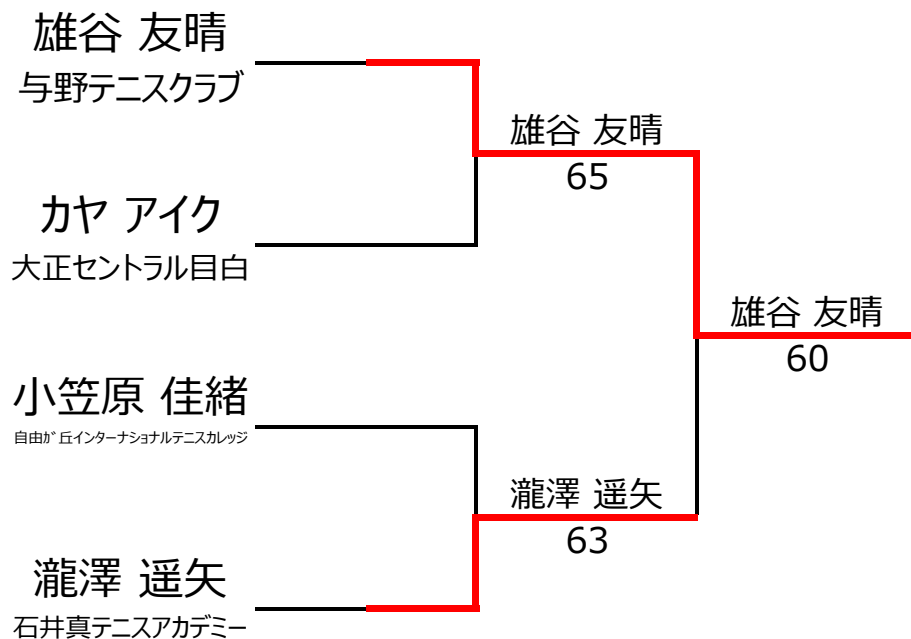 雄谷 友晴
与野テニスクラブ
雄谷 友晴
65
カヤ アイク
大正セントラル目白
雄谷 友晴
60
小笠原 佳緒
自由が丘インターナショナルテニスカレッジ
瀧澤 遥矢
63
瀧澤 遥矢
石井真テニスアカデミー